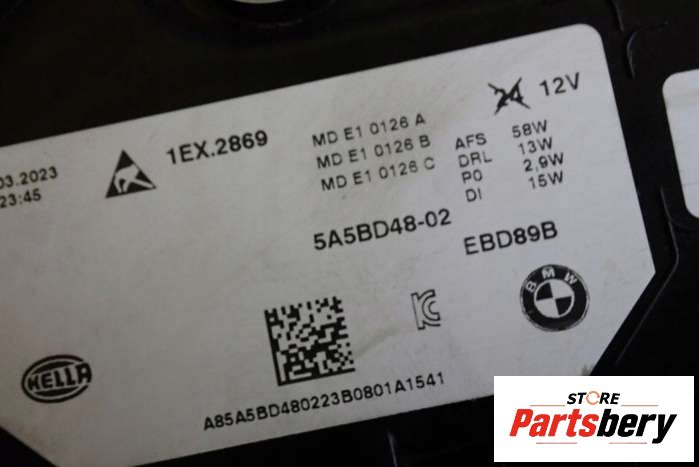 24 12V
1EX.2869
MD E1 0126 A
MD E1 0126 B
MD E1 0126 C
AFS 58W
DRL 13W
PO 2,9W
DI 15W
03.2023
23:45
5A5BD48-02
EBD89B
BMW
HELLA
A85A5BD480223B0801A1541
STORE
Partsbery